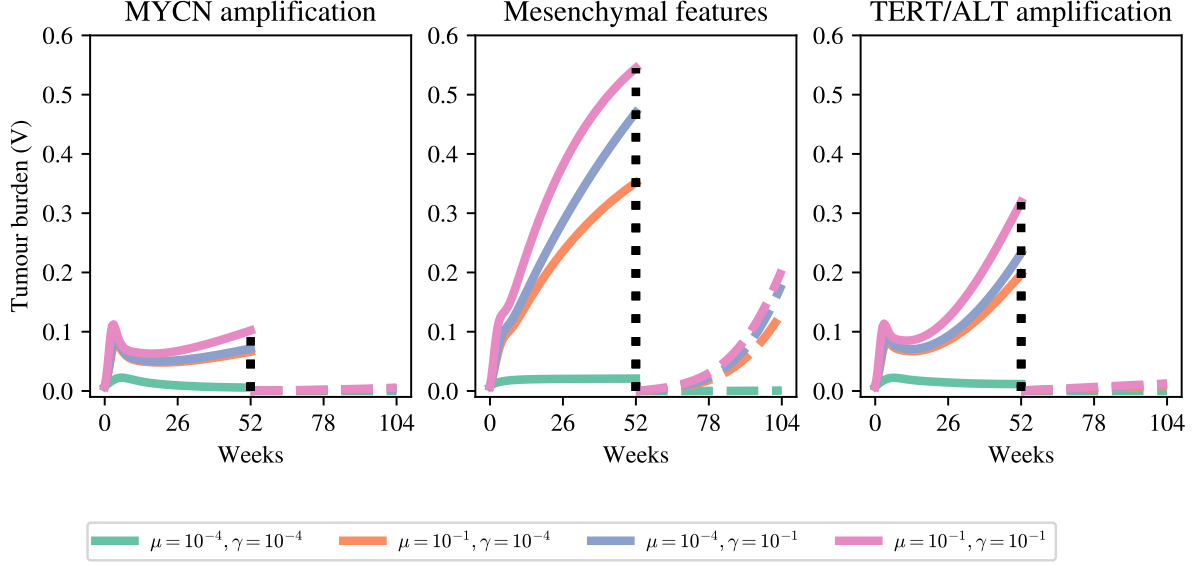 MYCN amplification
Mesenchymal features
TERT/ALT amplification
Tumour burden (V)
0.6
0.5
0.4
0.3
0.2
0.1
0.0
0 26 52 78 104
Weeks
0.6
0.5
0.4
0.3
0.2
0.1
0.0
0 26 52 78 104
Weeks
0.6
0.5
0.4
0.3
0.2
0.1
0.0
0 26 52 78 104
Weeks
μ = 10⁻⁴, γ = 10⁻⁴
μ = 10⁻¹, γ = 10⁻⁴
μ = 10⁻⁴, γ = 10⁻¹
μ = 10⁻¹, γ = 10⁻¹